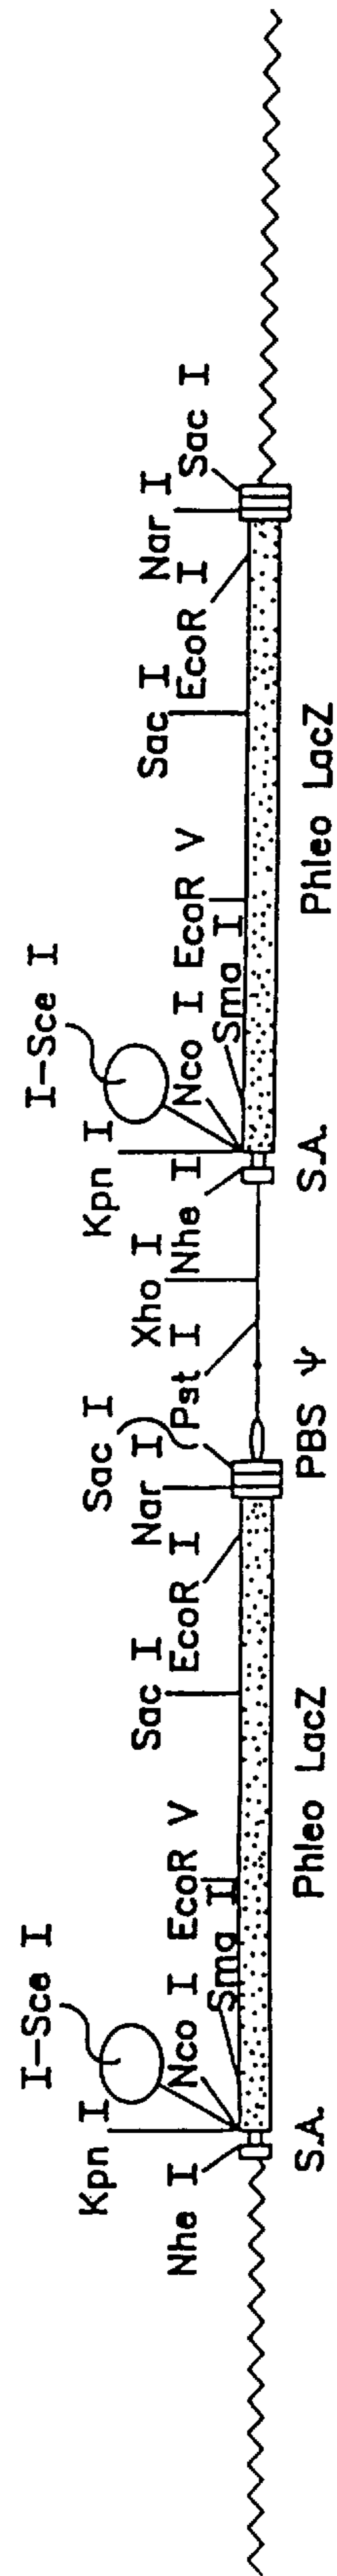 I-Sce I
Kpn I
Nhe I
Nco I
Sma I
EcoR V
Sac I
EcoR I
Nar I
Sac I
Pst I
Xho I
Nhe I
Kpn I
I-Sce I
Nco I
Sma I
EcoR V
Sac I
EcoR I
Nar I
Sac I
S.A.
Phleo LacZ
PBS Ψ
S.A.
Phleo LacZ